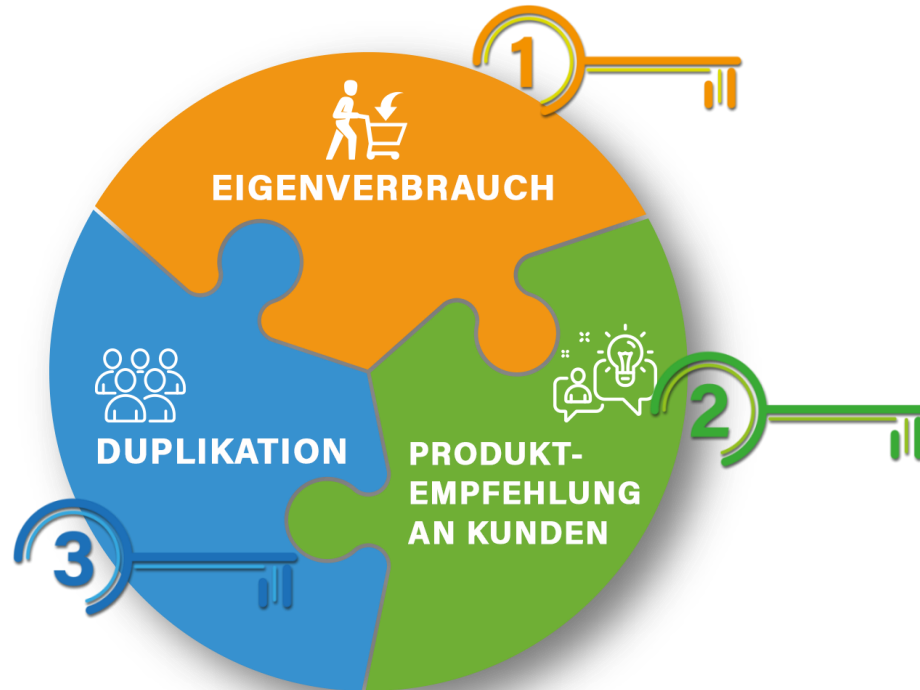 1
EIGENVERBRAUCH
2
PRODUKT-
EMPFEHLUNG
AN KUNDEN
3
DUPLIKATION